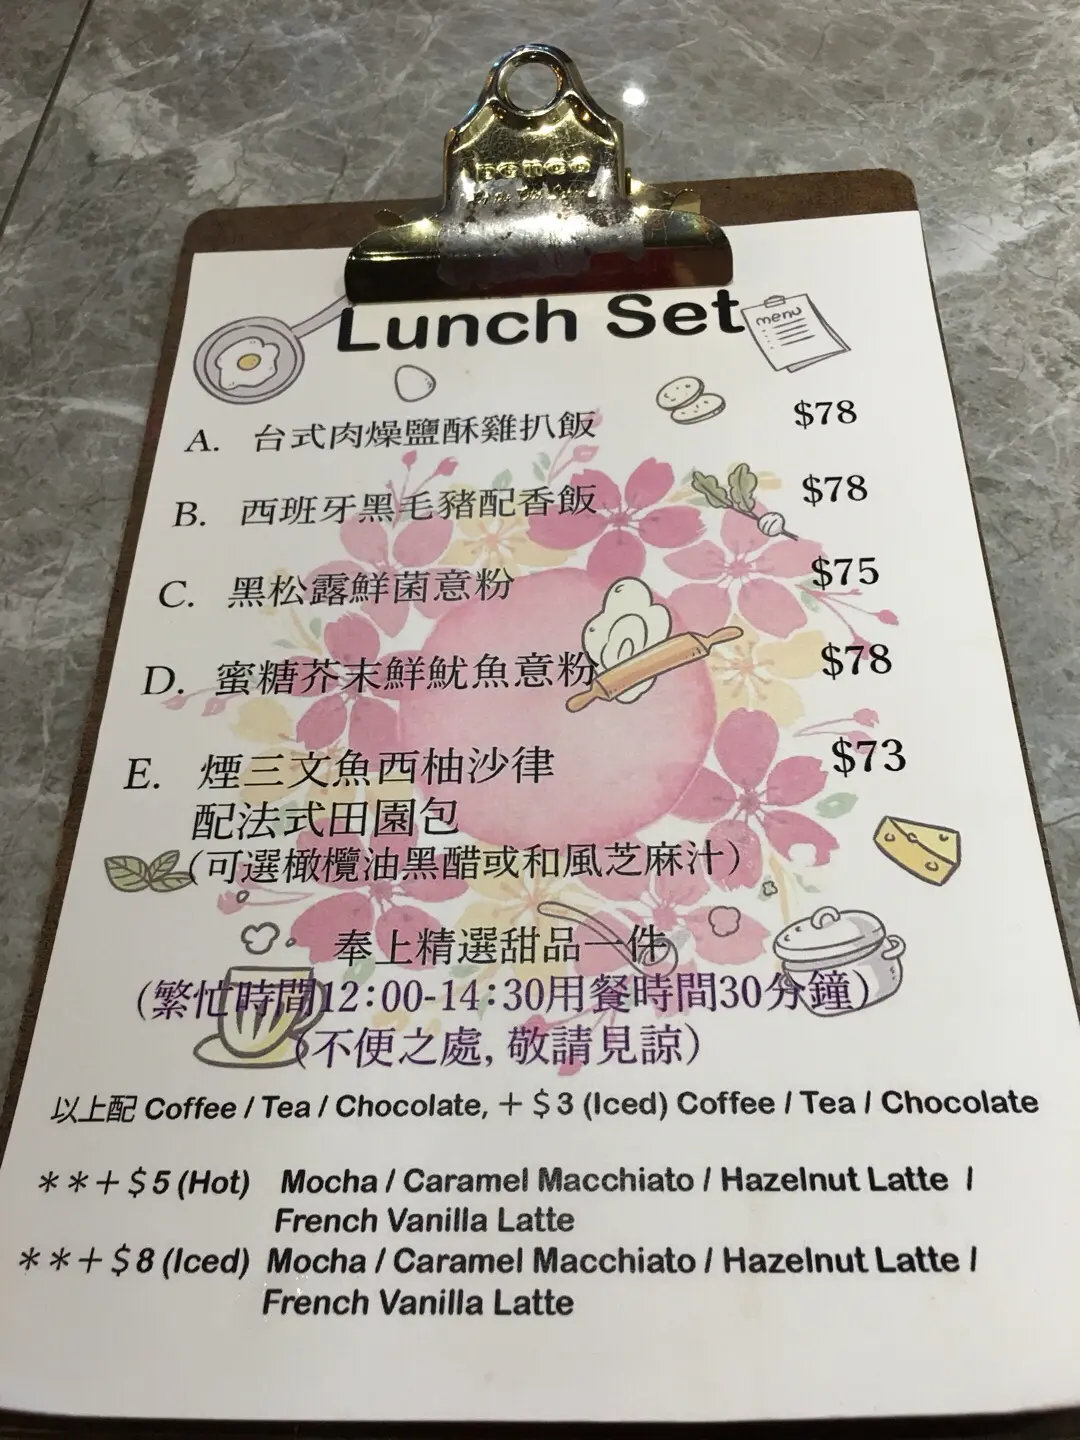 Lunch Set
menu
A. 台式肉燥鹽酥雞扒飯 $78
B. 西班牙黑毛豬配香飯 $78
C. 黑松露鮮菌意粉 $75
D. 蜜糖芥末鮮魷魚意粉 $78
E. 煙三文魚西柚沙律 $73
配法式田園包
(可選橄欖油黑醋或和風芝麻汁)
奉上精選甜品一件
(繁忙時間12:00-14:30用餐時間30分鐘)
(不便之處, 敬請見諒)
以上配 Coffee / Tea / Chocolate, + $3 (Iced) Coffee / Tea / Chocolate
**+$5 (Hot) Mocha / Caramel Macchiato / Hazelnut Latte /
French Vanilla Latte
**+$8 (Iced) Mocha / Caramel Macchiato / Hazelnut Latte /
French Vanilla Latte